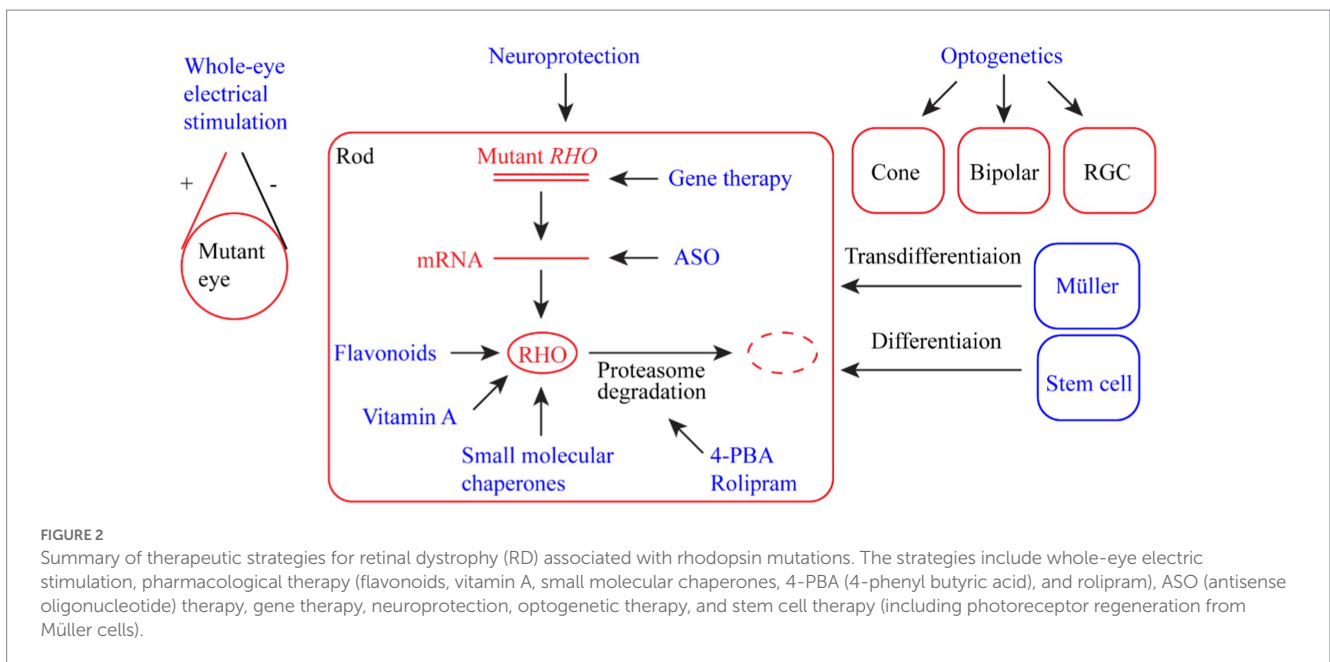 Whole-eye
electrical
stimulation
+
-
Mutant
eye
Neuroprotection
Rod
Mutant RHO
Gene therapy
mRNA
ASO
Flavonoids
RHO
Proteasome
degradation
Vitamin A
Small molecular
chaperones
4-PBA
Rolipram
Optogenetics
Cone
Bipolar
RGC
Transdifferentiaion
Müller
Differentiaion
Stem cell
FIGURE 2
Summary of therapeutic strategies for retinal dystrophy (RD) associated with rhodopsin mutations. The strategies include whole-eye electric
stimulation, pharmacological therapy (flavonoids, vitamin A, small molecular chaperones, 4-PBA (4-phenyl butyric acid), and rolipram), ASO (antisense
oligonucleotide) therapy, gene therapy, neuroprotection, optogenetic therapy, and stem cell therapy (including photoreceptor regeneration from
Müller cells).